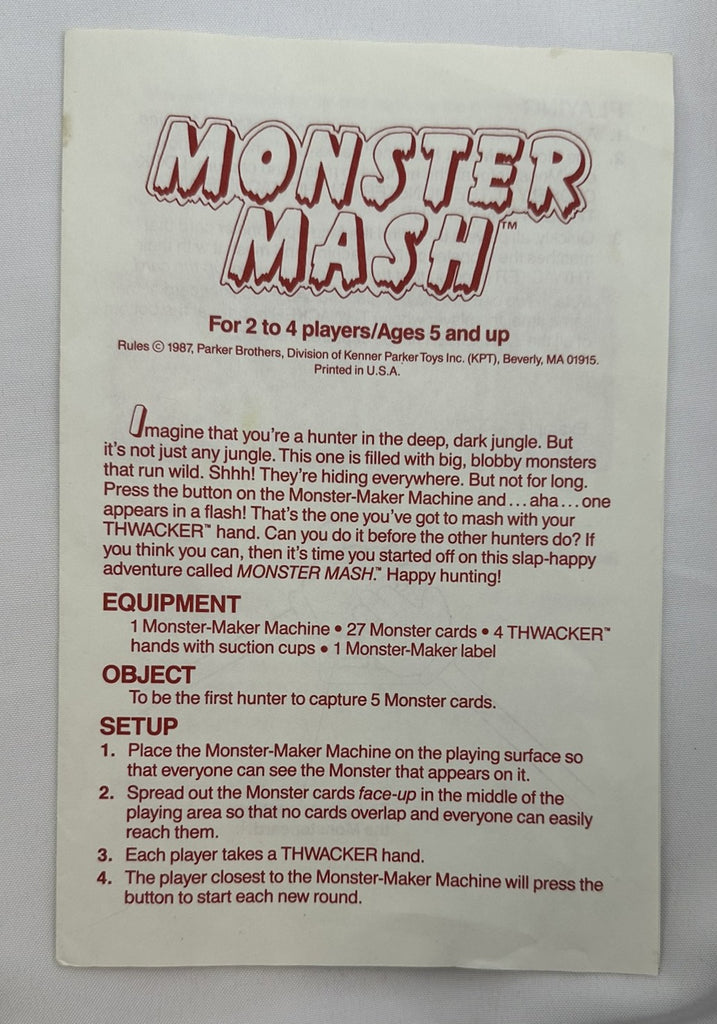 MONSTER
MASH™
For 2 to 4 players/Ages 5 and up
Rules © 1987, Parker Brothers, Division of Kenner Parker Toys Inc. (KPT), Beverly, MA 01915.
Printed in U.S.A.
Imagine that you're a hunter in the deep, dark jungle. But
it's not just any jungle. This one is filled with big, blobby monsters
that run wild. Shhh! They're hiding everywhere. But not for long.
Press the button on the Monster-Maker Machine and...aha...one
appears in a flash! That's the one you've got to mash with your
THWACKER™ hand. Can you do it before the other hunters do? If
you think you can, then it's time you started off on this slap-happy
adventure called MONSTER MASH.™ Happy hunting!
EQUIPMENT
1 Monster-Maker Machine • 27 Monster cards • 4 THWACKER™
hands with suction cups • 1 Monster-Maker label
OBJECT
To be the first hunter to capture 5 Monster cards.
SETUP
1. Place the Monster-Maker Machine on the playing surface so
that everyone can see the Monster that appears on it.
2. Spread out the Monster cards face-up in the middle of the
playing area so that no cards overlap and everyone can easily
reach them.
3. Each player takes a THWACKER hand.
4. The player closest to the Monster-Maker Machine will press the
button to start each new round.